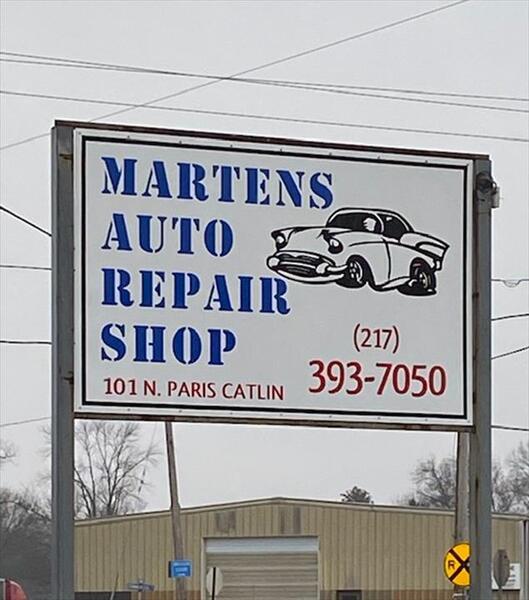 MARTENS
AUTO
REPAIR
SHOP
(217)
393-7050
101 N. PARIS CATLIN
R